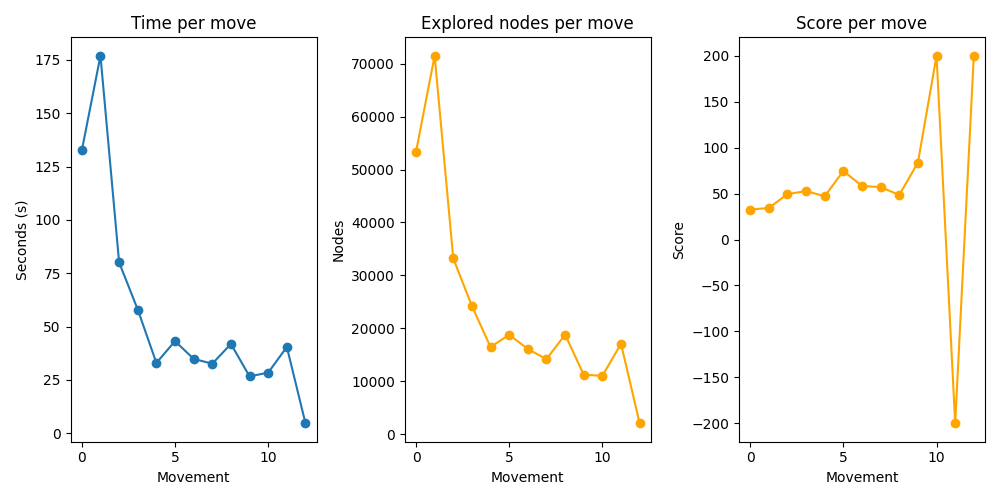 Time per move
Seconds (s)
175
150
125
100
75
50
25
0
0 5 10
Movement
Explored nodes per move
Nodes
70000
60000
50000
40000
30000
20000
10000
0
0 5 10
Movement
Score per move
Score
200
150
100
50
0
−50
−100
−150
−200
0 5 10
Movement